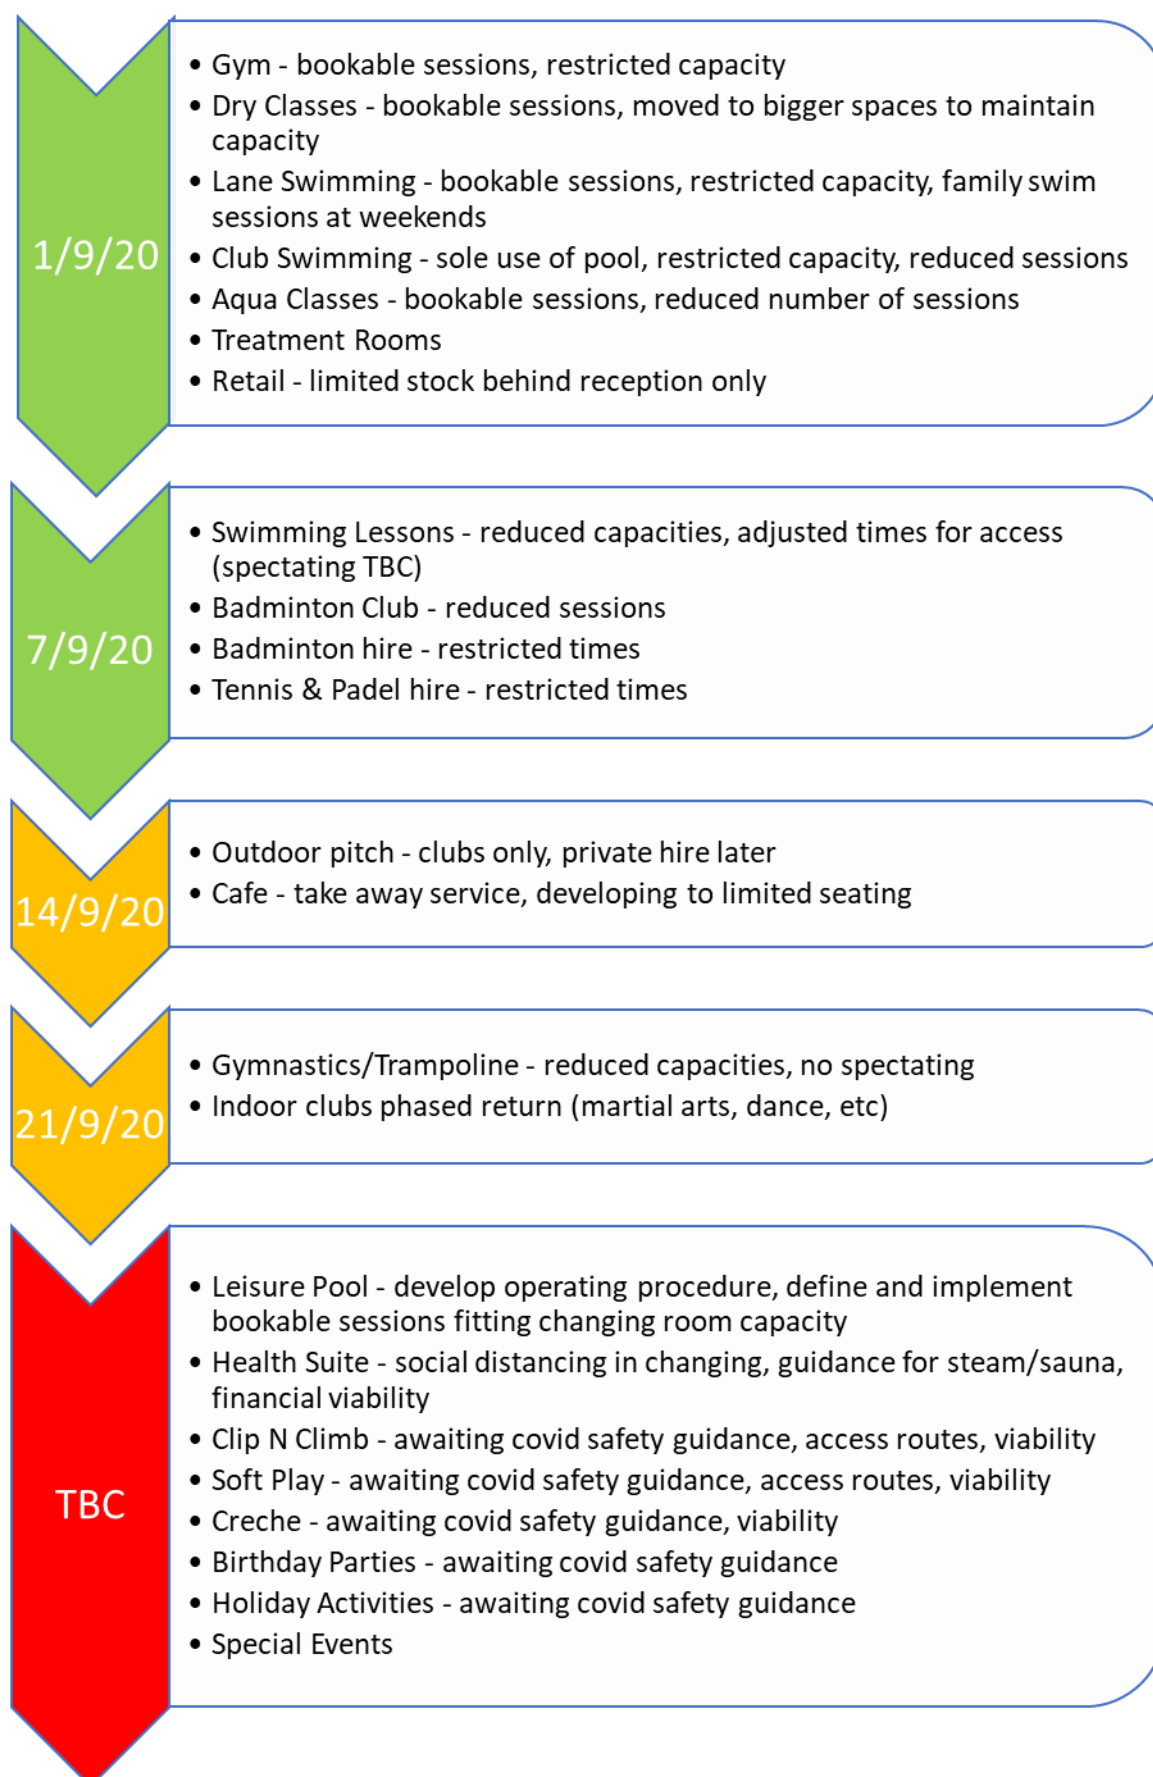 1/9/20
• Gym - bookable sessions, restricted capacity
• Dry Classes - bookable sessions, moved to bigger spaces to maintain
capacity
• Lane Swimming - bookable sessions, restricted capacity, family swim
sessions at weekends
• Club Swimming - sole use of pool, restricted capacity, reduced sessions
• Aqua Classes - bookable sessions, reduced number of sessions
• Treatment Rooms
• Retail - limited stock behind reception only
7/9/20
• Swimming Lessons - reduced capacities, adjusted times for access
(spectating TBC)
• Badminton Club - reduced sessions
• Badminton hire - restricted times
• Tennis & Padel hire - restricted times
14/9/20
• Outdoor pitch - clubs only, private hire later
• Cafe - take away service, developing to limited seating
21/9/20
• Gymnastics/Trampoline - reduced capacities, no spectating
• Indoor clubs phased return (martial arts, dance, etc)
TBC
• Leisure Pool - develop operating procedure, define and implement
bookable sessions fitting changing room capacity
• Health Suite - social distancing in changing, guidance for steam/sauna,
financial viability
• Clip N Climb - awaiting covid safety guidance, access routes, viability
• Soft Play - awaiting covid safety guidance, access routes, viability
• Creche - awaiting covid safety guidance, viability
• Birthday Parties - awaiting covid safety guidance
• Holiday Activities - awaiting covid safety guidance
• Special Events